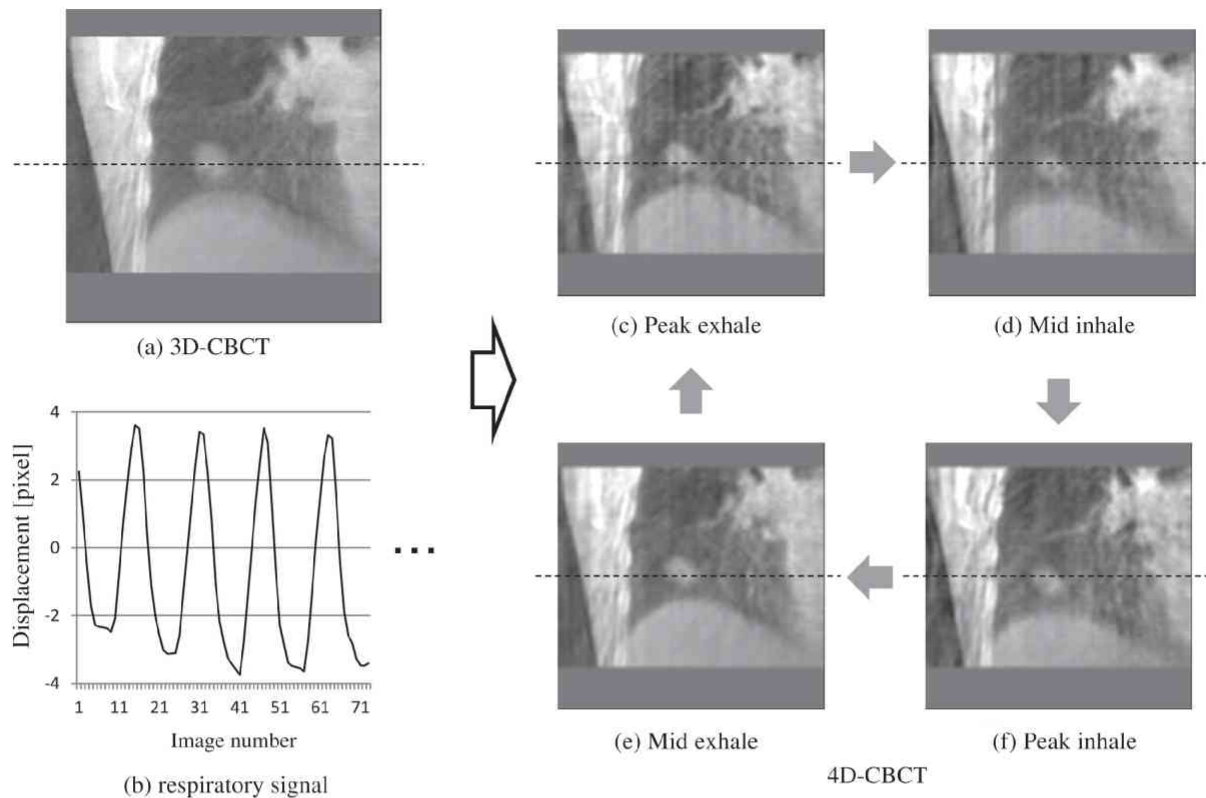 (a) 3D-CBCT
4
2
0
-2
-4
Displacement [pixel]
1 11 21 31 41 51 61 71
Image number
(b) respiratory signal
...
(c) Peak exhale
(d) Mid inhale
(e) Mid exhale
(f) Peak inhale
4D-CBCT